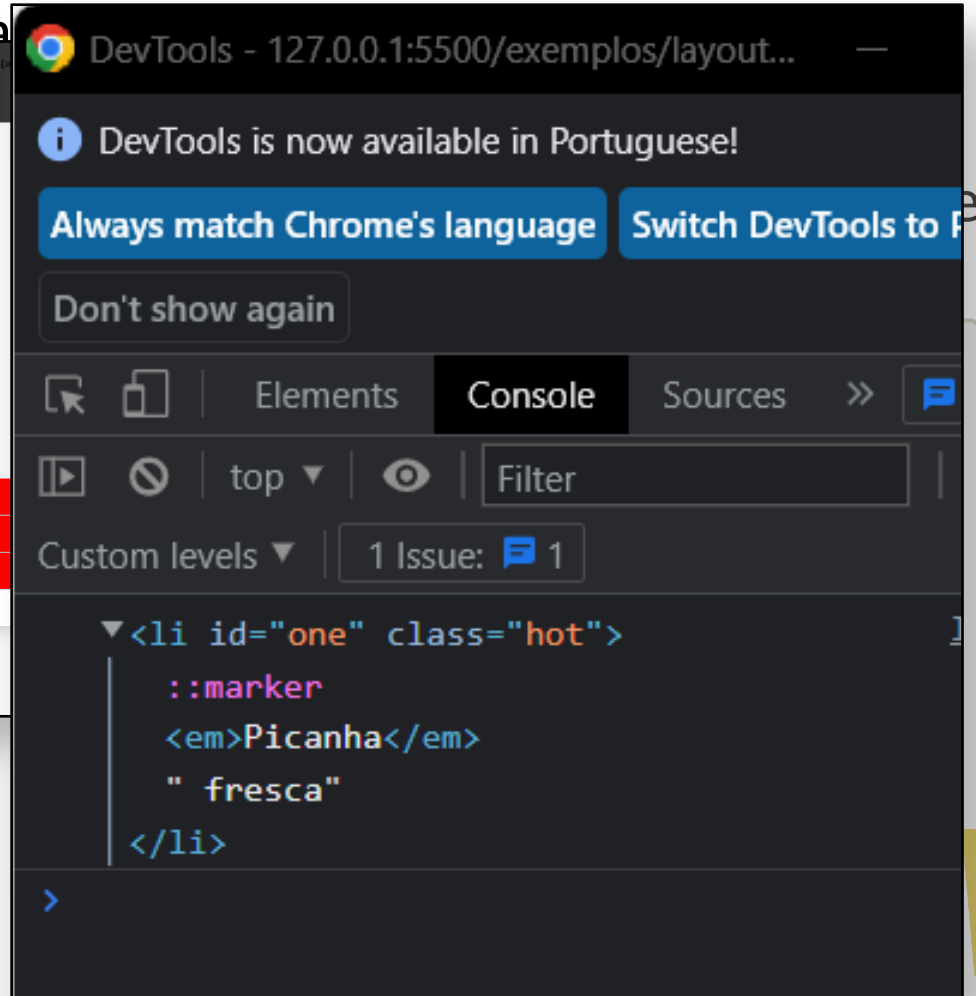 DevTools - 127.0.0.1:5500/exemplos/layout...
DevTools is now available in Portuguese!
Always match Chrome's language Switch DevTools to
Don't show again
Elements Console Sources
top Filter
Custom levels 1 Issue: 1
<li id="one" class="hot">
::marker
<em>Picanha</em>
" fresca"
</li>